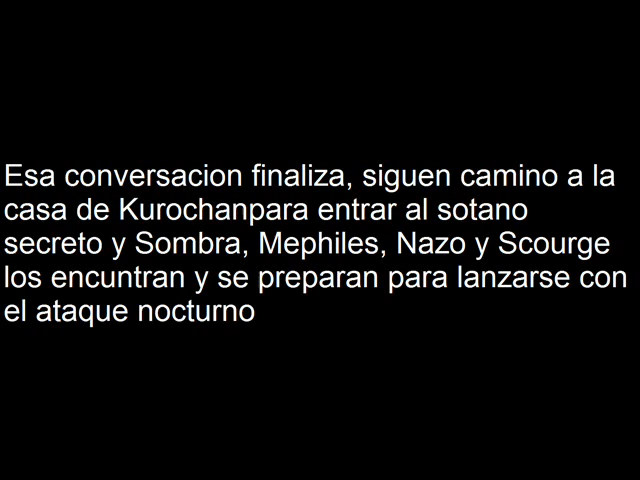 Esa conversacion finaliza, siguen camino a la
casa de Kurochanpara entrar al sotano
secreto y Sombra, Mephiles, Nazo y Scourge
los encuntran y se preparan para lanzarse con
el ataque nocturno